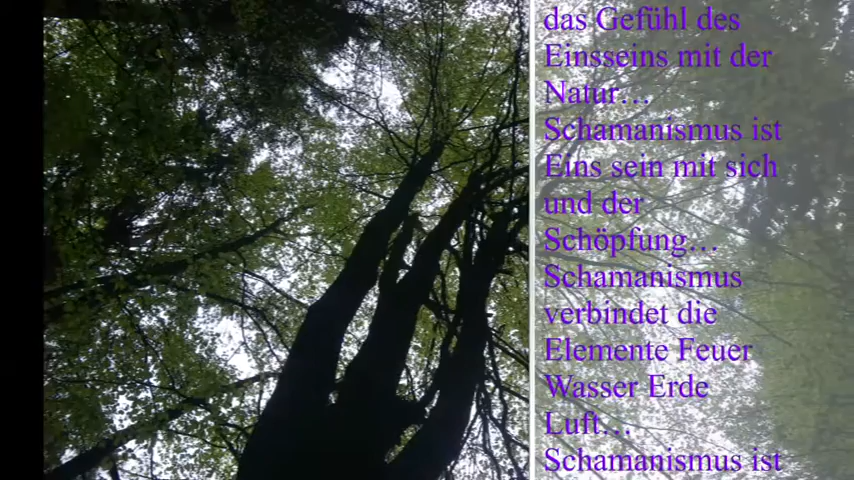 das Gefühl des
Einsseins mit der
Natur…
Schamanismus ist
Eins sein mit sich
und der
Schöpfung…
Schamanismus
verbindet die
Elemente Feuer
Wasser Erde
Luft…
Schamanismus ist